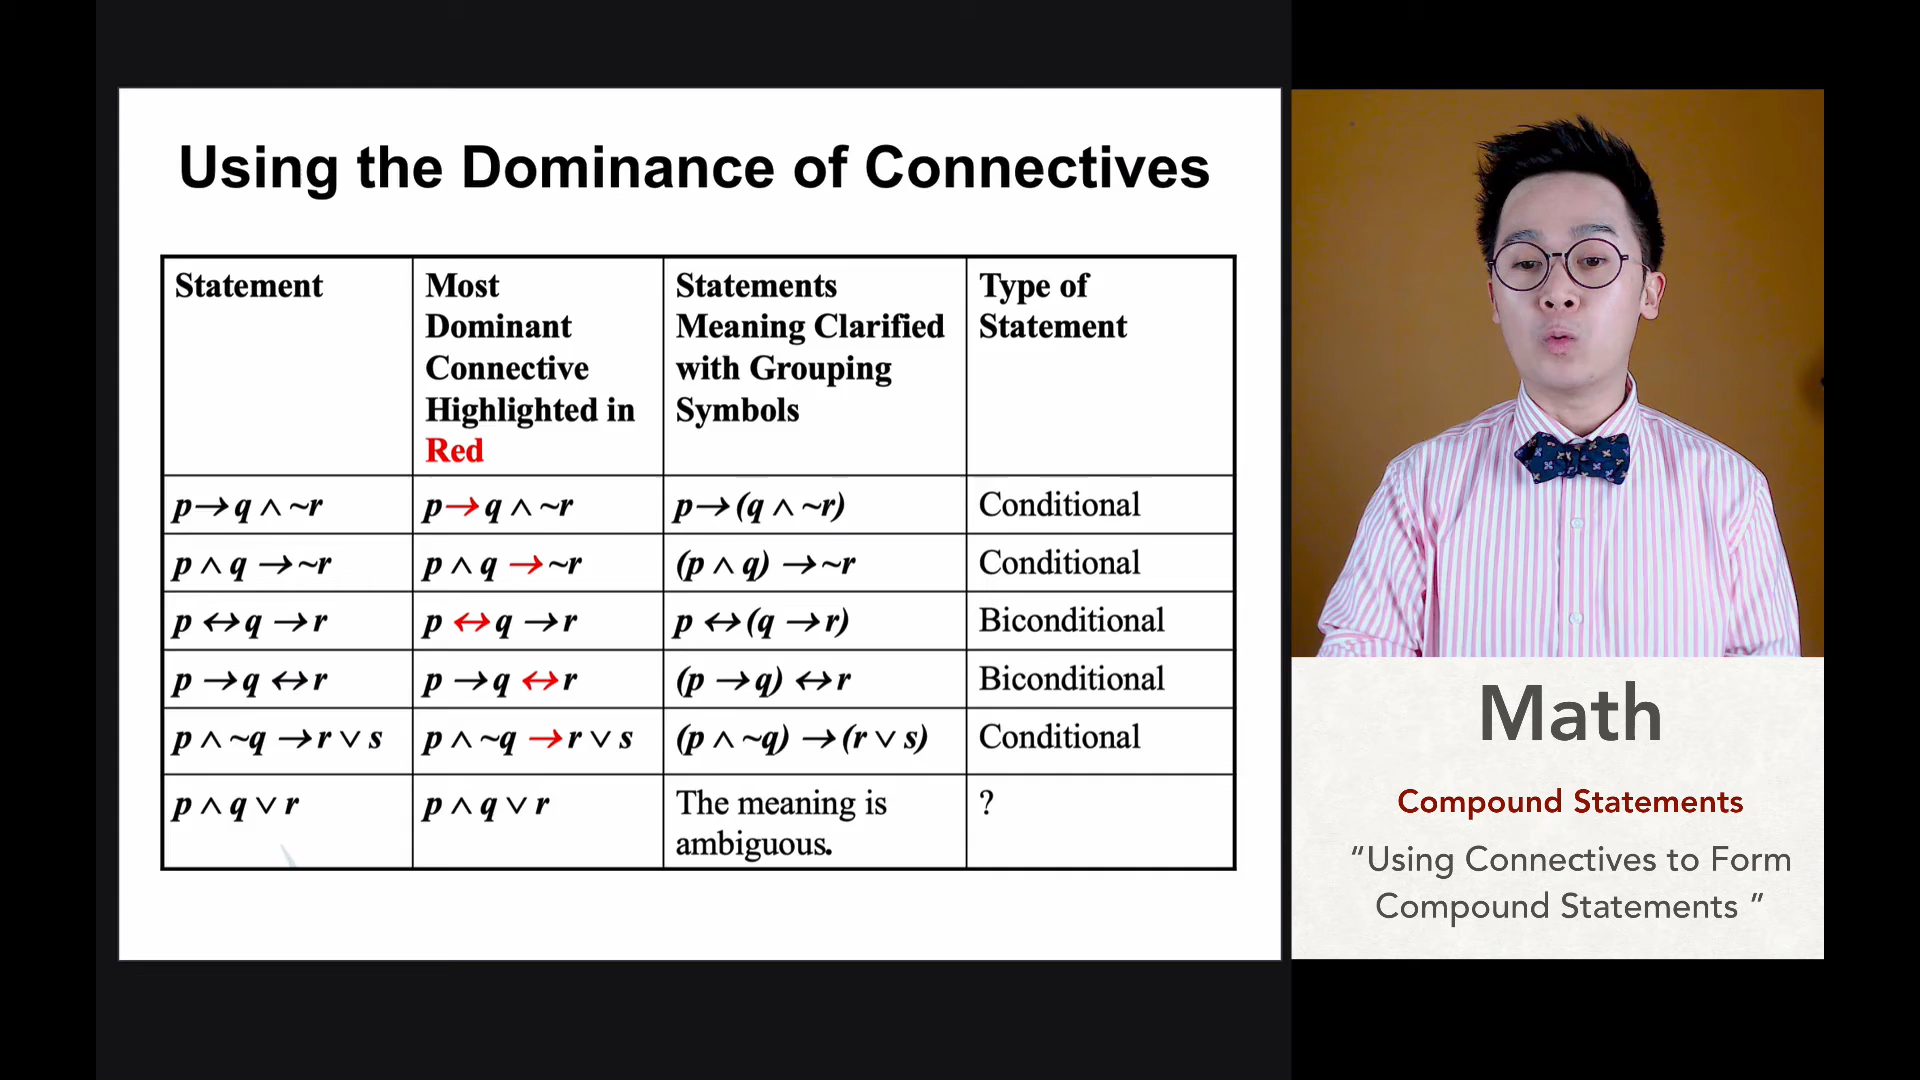 Using the Dominance of Connectives
Statement
Most
Dominant
Connective
Highlighted in
Red
Statements
Meaning Clarified
with Grouping
Symbols
Type of
Statement
p→q ∧ ~r
p→q ∧ ~r
p→(q ∧ ~r)
Conditional
p ∧ q →~r
p ∧ q →~r
(p ∧ q) →~r
Conditional
p ↔q →r
p ↔q →r
p ↔(q →r)
Biconditional
p →q ↔r
p →q ↔r
(p →q) ↔r
Biconditional
p ∧ ~q →r ∨ s
p ∧ ~q →r ∨ s
(p ∧ ~q) →(r ∨ s)
Conditional
p ∧ q ∨ r
p ∧ q ∨ r
The meaning is
ambiguous.
?
Math
Compound Statements
“Using Connectives to Form
Compound Statements ”